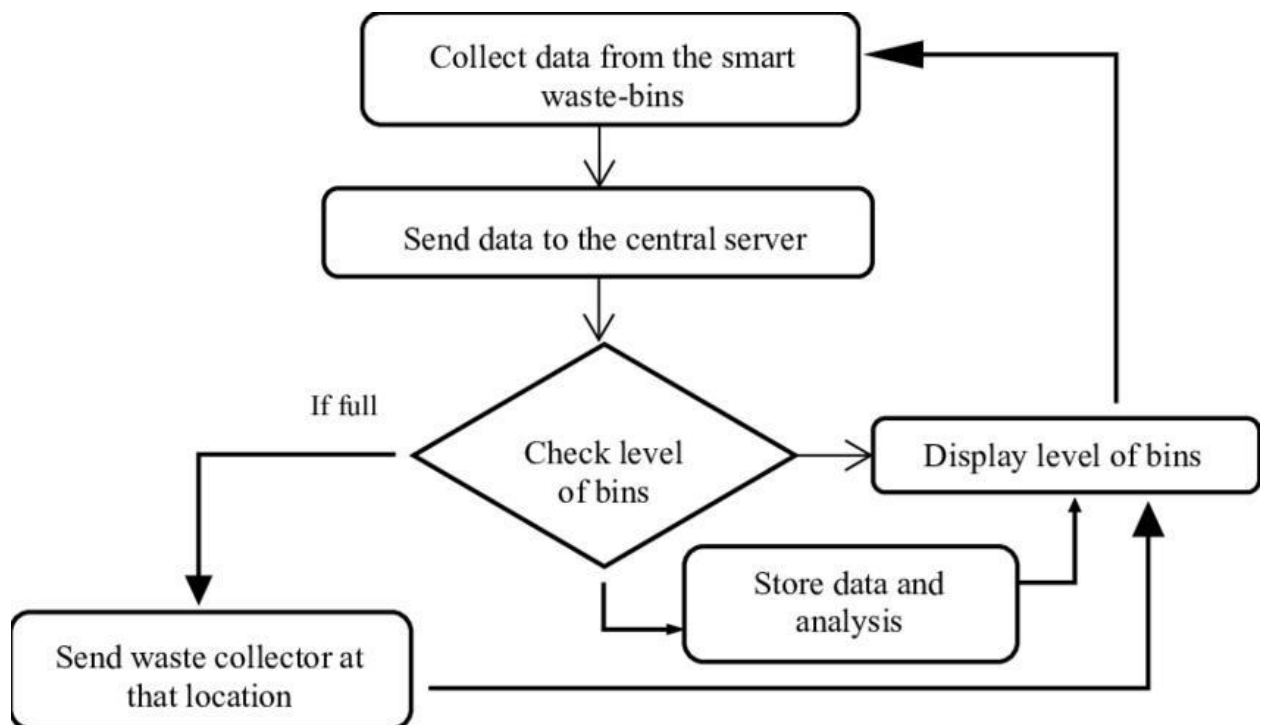 Collect data from the smart
waste-bins
Send data to the central server
If full
Check level
of bins
Display level of bins
Store data and
analysis
Send waste collector at
that location